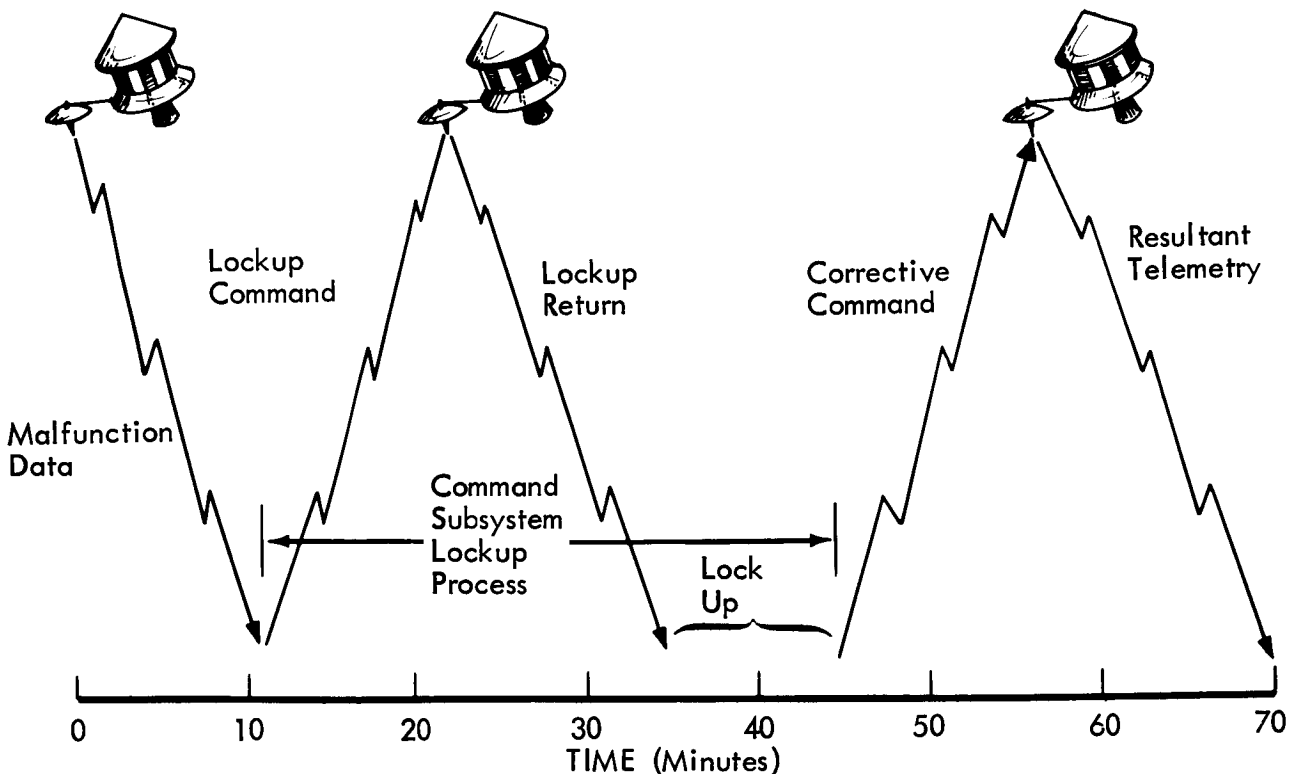 Lockup
Command
Lockup
Return
Corrective
Command
Resultant
Telemetry
Malfunction
Data
Command
Subsystem
Lockup
Process
Lock
Up
0 10 20 30 40 50 60 70
TIME (Minutes)